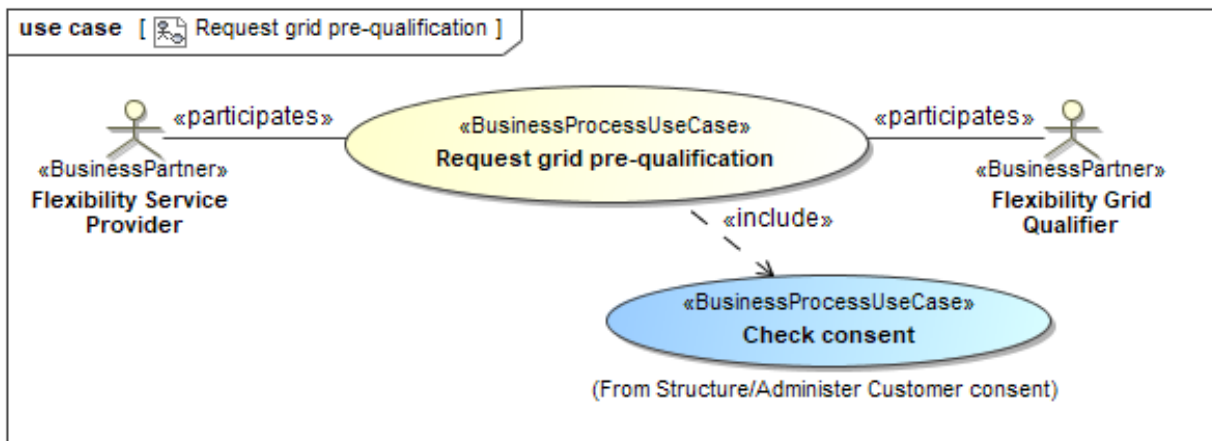 use case [ Request grid pre-qualification ]
«participates»
«BusinessProcessUseCase»
Request grid pre-qualification
«participates»
«BusinessPartner»
Flexibility Service
Provider
«BusinessPartner»
Flexibility Grid
Qualifier
«include»
«BusinessProcessUseCase»
Check consent
(From Structure/Administer Customer consent)